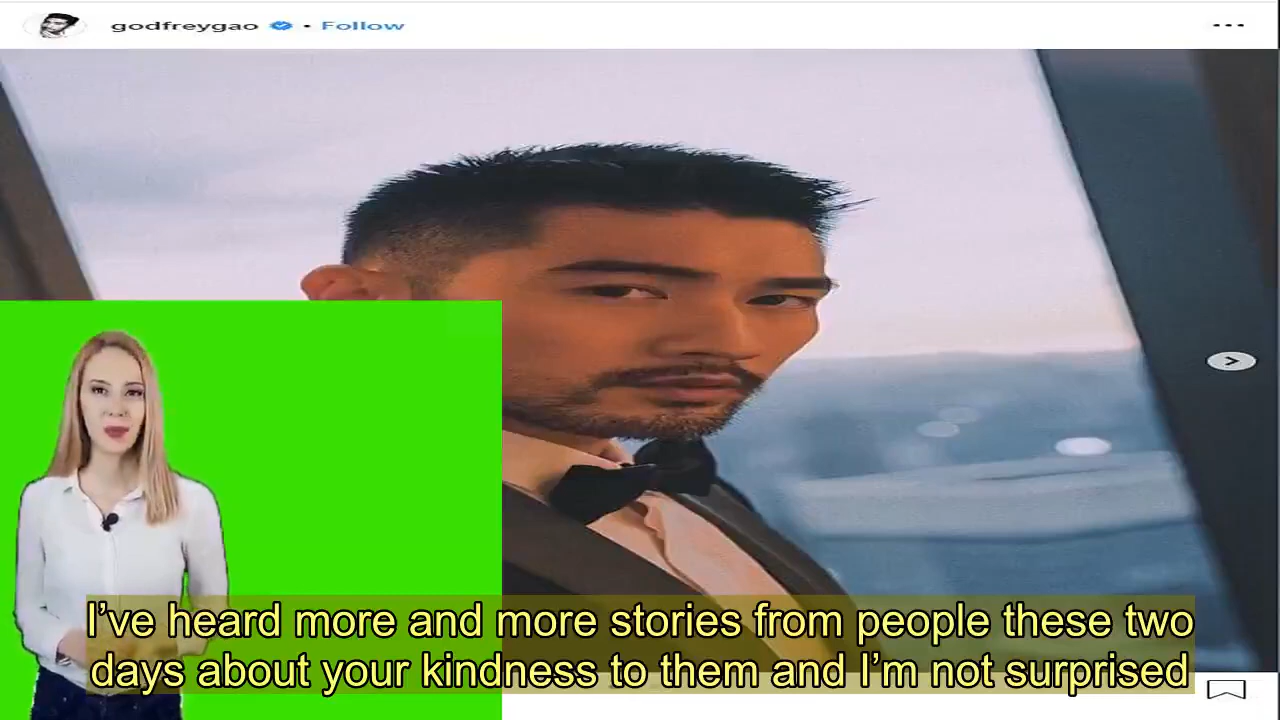 godfreygao • Follow
I’ve heard more and more stories from people these two
days about your kindness to them and I’m not surprised